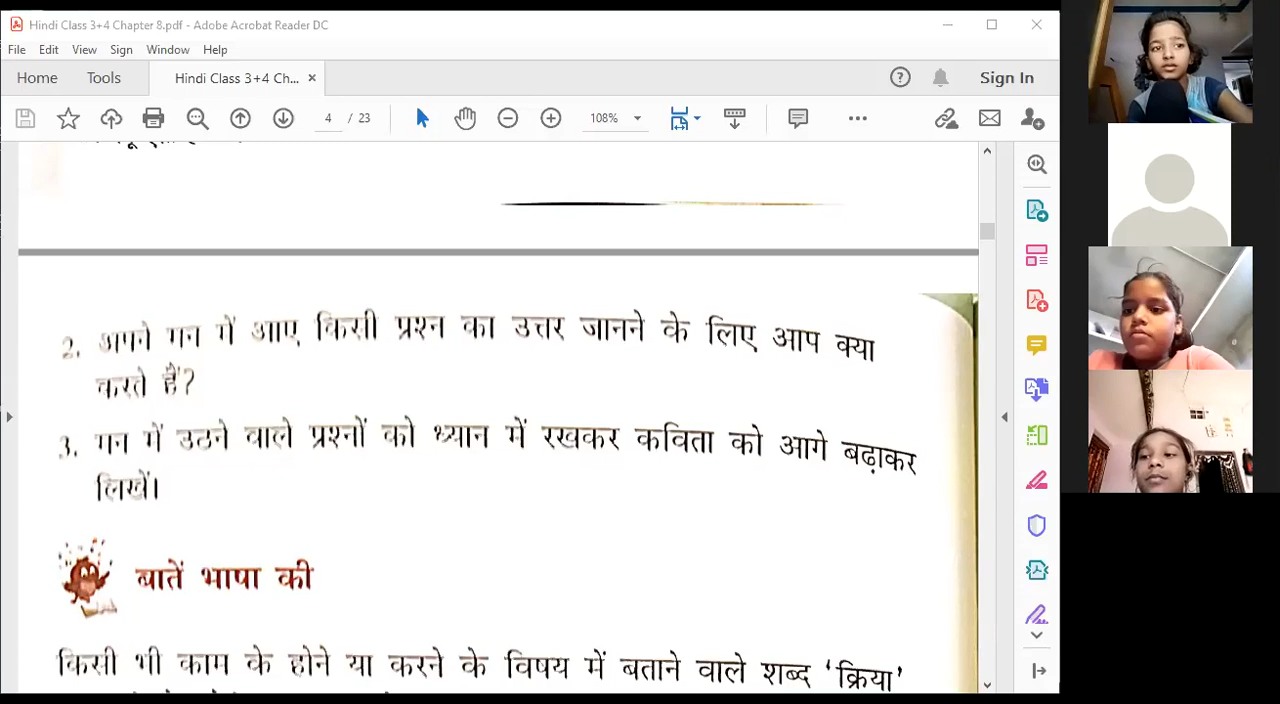 Hindi Class 3+4 Chapter 8.pdf - Adobe Acrobat Reader DC
File Edit View Sign Window Help
Home Tools Hindi Class 3+4 Ch... × Sign In
4 / 23 108%
2. अपने मन में आए किसी प्रश्न का उत्तर जानने के लिए आप क्या
करते हैं?
3. मन में उठने वाले प्रश्नों को ध्यान में रखकर कविता को आगे बढ़ाकर
लिखें।
बातें भाषा की
किसी भी काम के होने या करने के विषय में बताने वाले शब्द 'क्रिया'